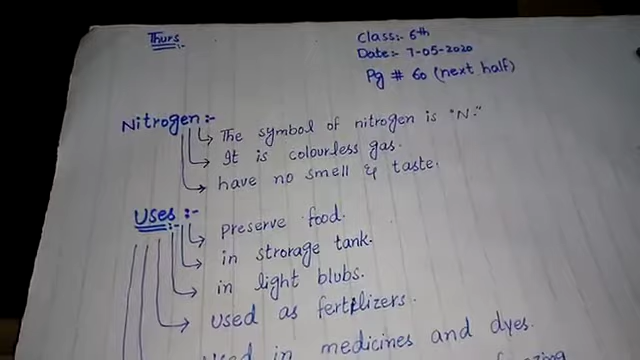 Thurs
Class:- 6th
Date:- 7-05-2020
Pg # 60 (next half)
Nitrogen:-
The symbol of nitrogen is "N."
It is colourless gas.
have no smell & taste.
Uses:-
preserve food.
in strorage tank.
in light blubs.
used as fertilizers.
used in medicines and dyes.